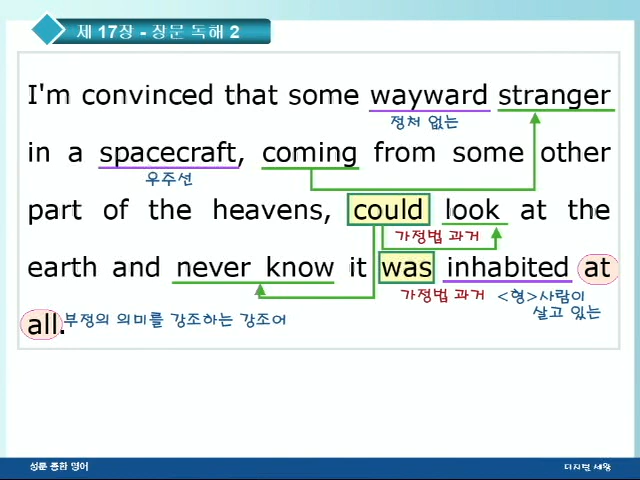 제 17장 - 장문 독해 2
I'm convinced that some wayward stranger
정처 없는
in a spacecraft, coming from some other
우주선
part of the heavens, could look at the
가정법 과거
earth and never know it was inhabited at
가정법 과거 <형>사람이 살고 있는
all. 부정의 의미를 강조하는 강조어
성문 종합 영어 디지털 세왕